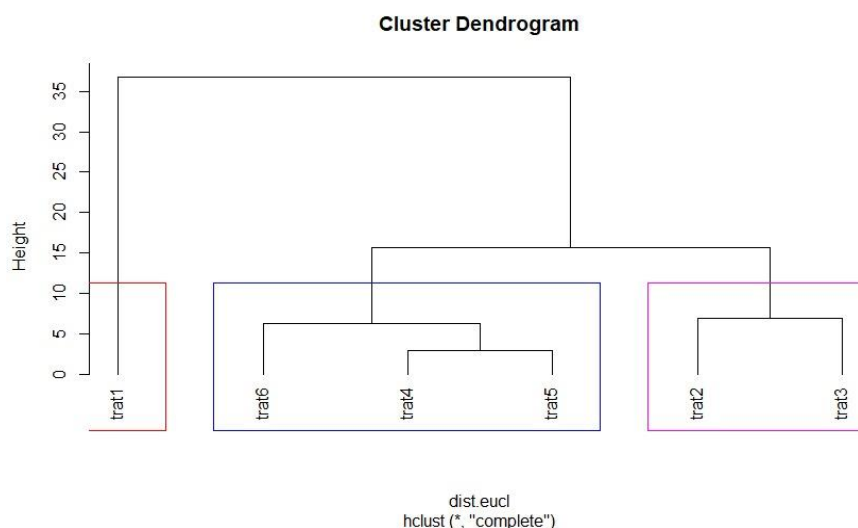 Cluster Dendrogram
Height
35
30
25
20
15
10
5
0
trat1
trat6
trat4
trat5
trat2
trat3
dist.eucl
hclust (*, "complete")